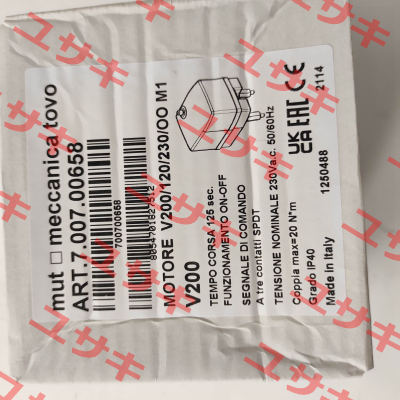 mut meccanica tovo
ART.7.007.00658
700700658
MOTORE V200/120/230/OO M1
V200
TEMPO CORSA 125 sec.
FUNZIONAMENTO ON-OFF
SEGNALE DI COMANDO
A tre contatti SPDT
TENSIONE NOMINALE 230Va.c. 50/60Hz
Coppia max=20 N*m
Grado IP40
Made in Italy
1250488
UK CA EAC CE
2114
ユサキ